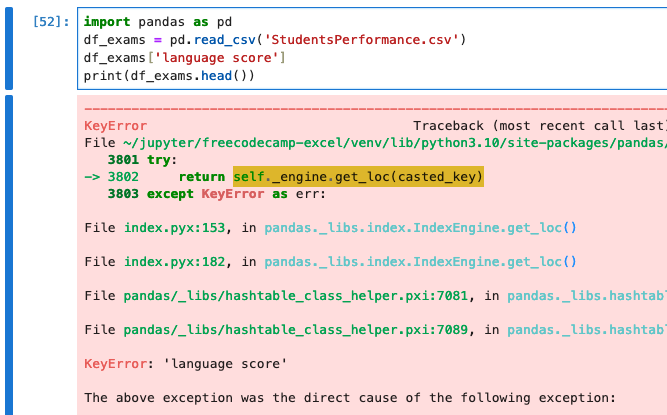 [52]: import pandas as pd
df_exams = pd.read_csv('StudentsPerformance.csv')
df_exams['language score']
print(df_exams.head())
---------------------------------------------------------------------------
KeyError Traceback (most recent call last)
File ~/jupyter/freecodecamp-excel/venv/lib/python3.10/site-packages/pandas/
3801 try:
-> 3802 return self._engine.get_loc(casted_key)
3803 except KeyError as err:
File index.pyx:153, in pandas._libs.index.IndexEngine.get_loc()
File index.pyx:182, in pandas._libs.index.IndexEngine.get_loc()
File pandas/_libs/hashtable_class_helper.pxi:7081, in pandas._libs.hashtabl
File pandas/_libs/hashtable_class_helper.pxi:7089, in pandas._libs.hashtabl
KeyError: 'language score'
The above exception was the direct cause of the following exception: